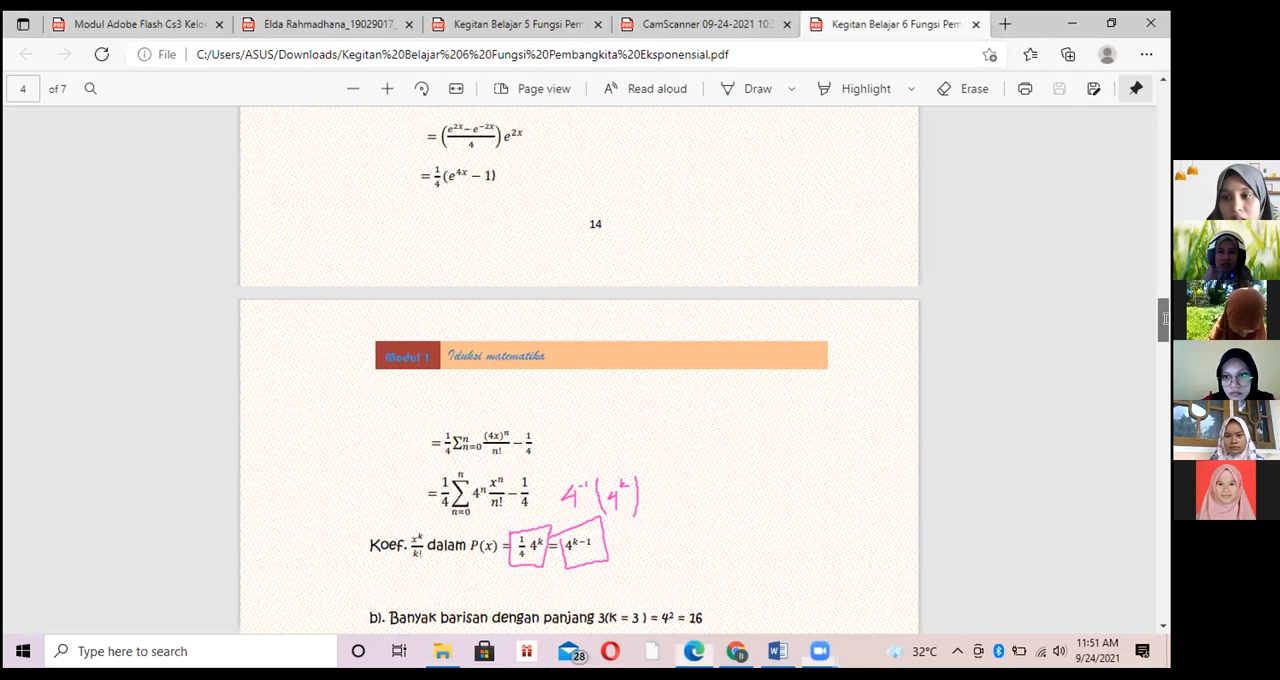 Modul Adobe Flash Cs3 Kelo
Elda Rahmadhana_19029017_
Kegitan Belajar 5 Fungsi Pem
CamScanner 09-24-2021 10
Kegitan Belajar 6 Fungsi Pem
File
C:/Users/ASUS/Downloads/Kegitan%20Belajar%206%20Fungsi%20Pembangkita%20Eksponensial.pdf
4 of 7
Page view
Read aloud
Draw
Highlight
Erase
= (e^{2x} − e^{−2x} / 4) e^{2x}
= 1/4 (e^{4x} − 1)
14
Modul 1 Iduksi matematika
= 1/4 Σ_{n=0}^{n} (4x)^n / n! − 1/4
= 1/4 Σ_{n=0}^{n} 4^n x^n / n! − 1/4
4^{-1} (4^k)
Koef. x^k / k! dalam P(x) = 1/4 4^k = 4^{k−1}
b). Banyak barisan dengan panjang 3(k = 3 ) = 4² = 16
Type here to search
28
32°C
11:51 AM
9/24/2021